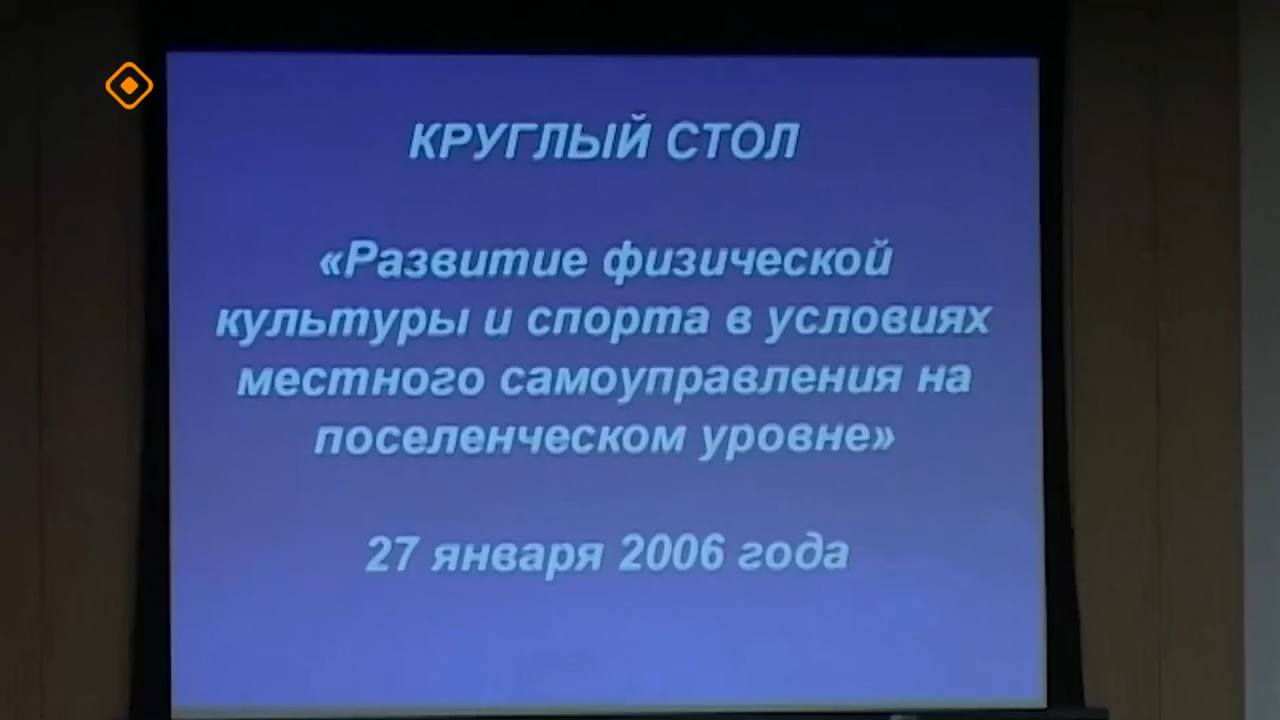 КРУГЛЫЙ СТОЛ
«Развитие физической
культуры и спорта в условиях
местного самоуправления на
поселенческом уровне»
27 января 2006 года